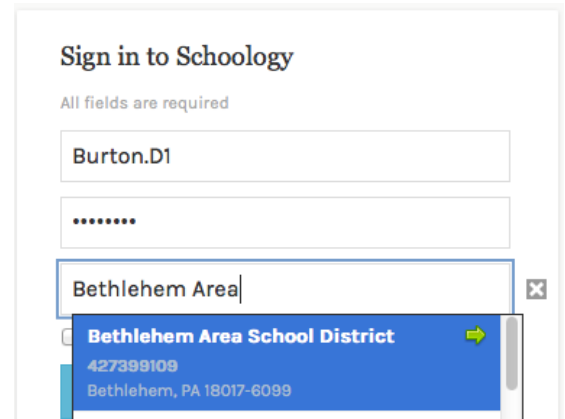 Sign in to Schoology
All fields are required
Burton.D1
••••••••
Bethlehem Area
Bethlehem Area School District
427399109
Bethlehem, PA 18017-6099